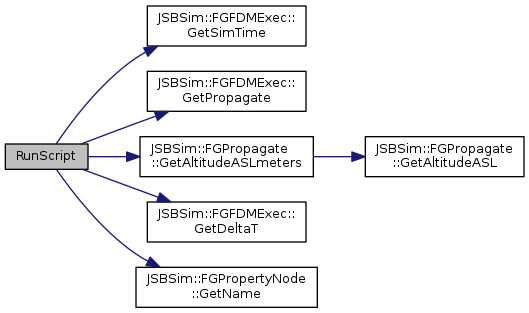 JSBSim::FGFDMExec::
GetSimTime
JSBSim::FGFDMExec::
GetPropagate
RunScript
JSBSim::FGPropagate
::GetAltitudeASLmeters
JSBSim::FGPropagate
::GetAltitudeASL
JSBSim::FGFDMExec::
GetDeltaT
JSBSim::FGPropertyNode
::GetName